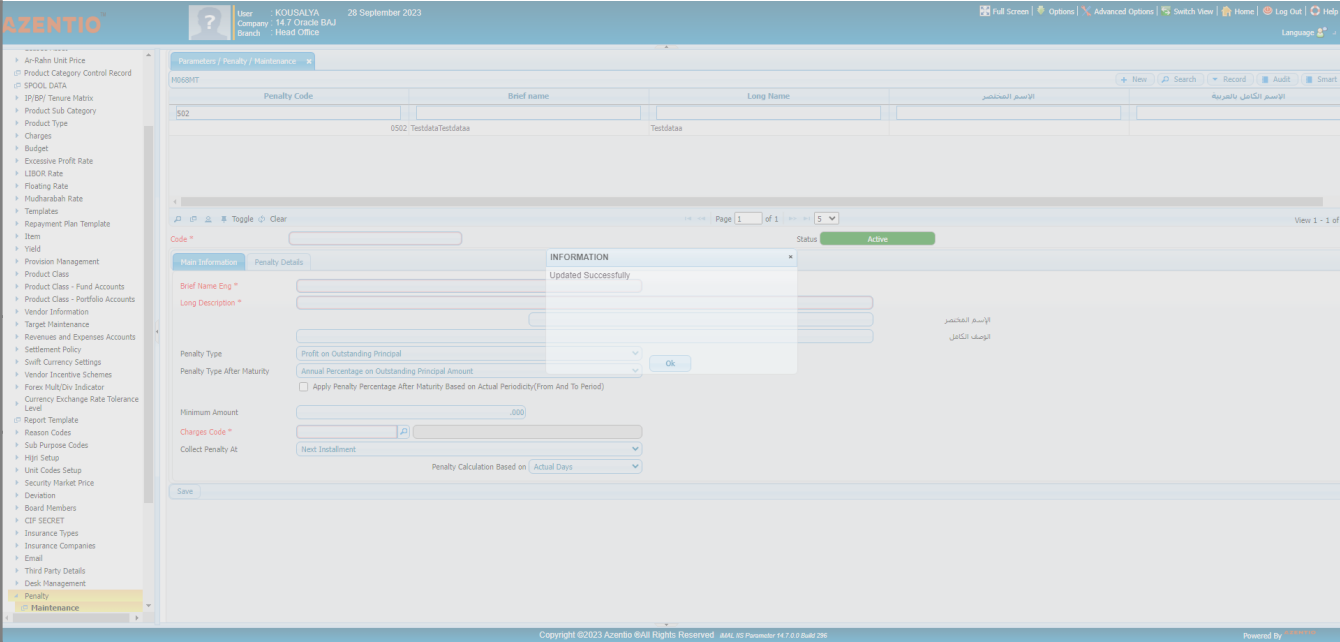 AZENTIO
?
User : KOUSALYA 28 September 2023
Company : 14.7 Oracle BAJ
Branch : Head Office
Full Screen | Options | Advanced Options | Switch View | Home | Log Out | Help
Language
Ar-Rahn Unit Price
Product Category Control Record
SPOOL DATA
IP/BP/ Tenure Matrix
Product Sub Category
Product Type
Charges
Budget
Excessive Profit Rate
LIBOR Rate
Floating Rate
Mudharabah Rate
Templates
Repayment Plan Template
Item
Yield
Provision Management
Product Class
Product Class - Fund Accounts
Product Class - Portfolio Accounts
Vendor Information
Target Maintenance
Revenues and Expenses Accounts
Settlement Policy
Swift Currency Settings
Vendor Incentive Schemes
Forex Mult/Div Indicator
Currency Exchange Rate Tolerance
Level
Report Template
Reason Codes
Sub Purpose Codes
Hijri Setup
Unit Codes Setup
Security Market Price
Deviation
Board Members
CIF SECRET
Insurance Types
Insurance Companies
Email
Third Party Details
Desk Management
Penalty
Maintenance
Parameters / Penalty / Maintenance x
M068MT
+ New Search Record Audit Smart
Penalty Code Brief name Long Name الاسم المختصر الاسم الكامل بالعربية
502
0502 TestdataTestdataa Testdataa
Toggle Clear Page 1 of 1 5 View 1 - 1 of
Code * Status Active
Main Information Penalty Details
INFORMATION x
Updated Successfully
Ok
Brief Name Eng *
Long Description *
الإسم المختصر
الوصف الكامل
Penalty Type Profit on Outstanding Principal
Penalty Type After Maturity Annual Percentage on Outstanding Principal Amount
Apply Penalty Percentage After Maturity Based on Actual Periodicity(From And To Period)
Minimum Amount .000
Charges Code *
Collect Penalty At Next Installment
Penalty Calculation Based on Actual Days
Save
Copyright ©2023 Azentio ®All Rights Reserved iMAL IIS Parameter 14.7.0.0 Build 296
Powered By